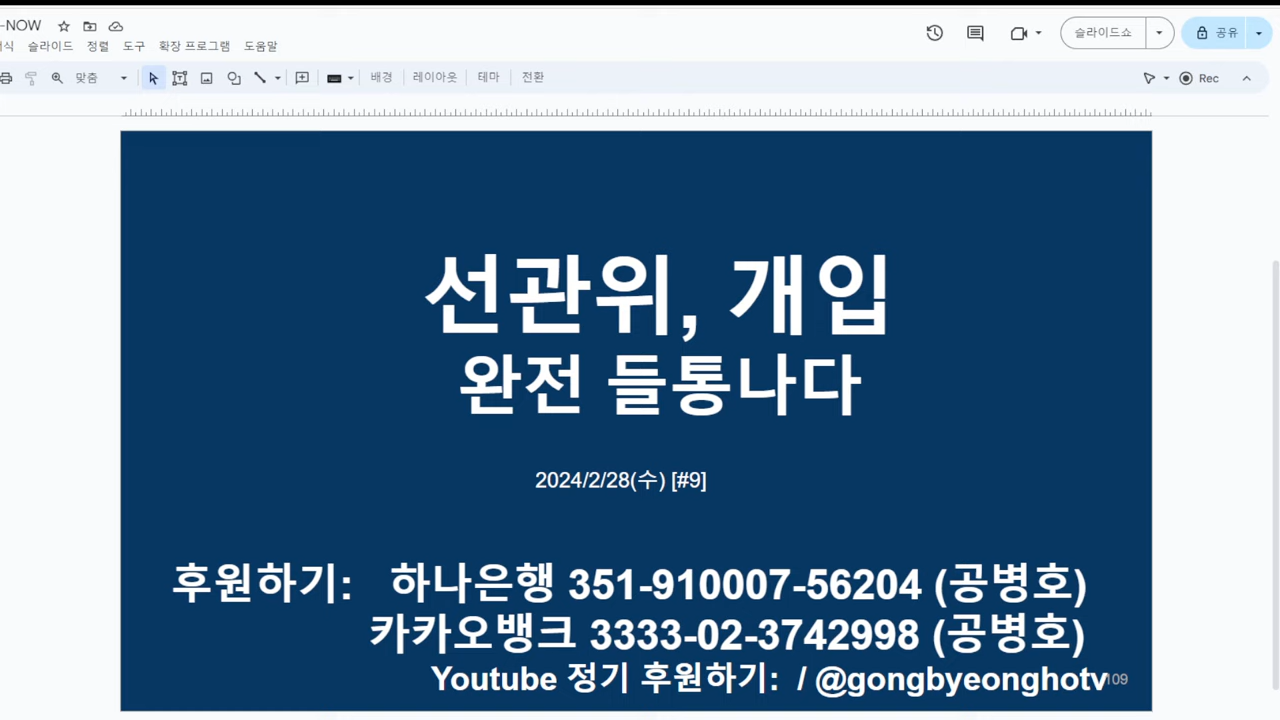 -NOW
슬라이드 정렬 도구 확장 프로그램 도움말
슬라이드쇼
공유
맞춤
배경 레이아웃 테마 전환
Rec
선관위, 개입
완전 들통나다
2024/2/28(수) [#9]
후원하기: 하나은행 351-910007-56204 (공병호)
카카오뱅크 3333-02-3742998 (공병호)
Youtube 정기 후원하기: / @gongbyeonghotv
109